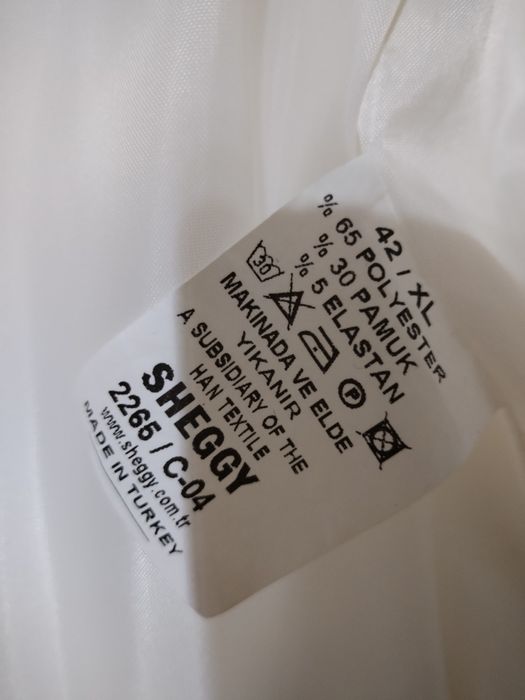 42 / XL
% 65 POLYESTER
% 30 PAMUK
% 5 ELASTAN
30
P
MAKINADA VE ELDE
YIKANIR
A SUBSIDIARY OF THE
HAN TEXTILE
SHEGGY
2265 / C-04
www.sheggy.com.tr
MADE IN TURKEY